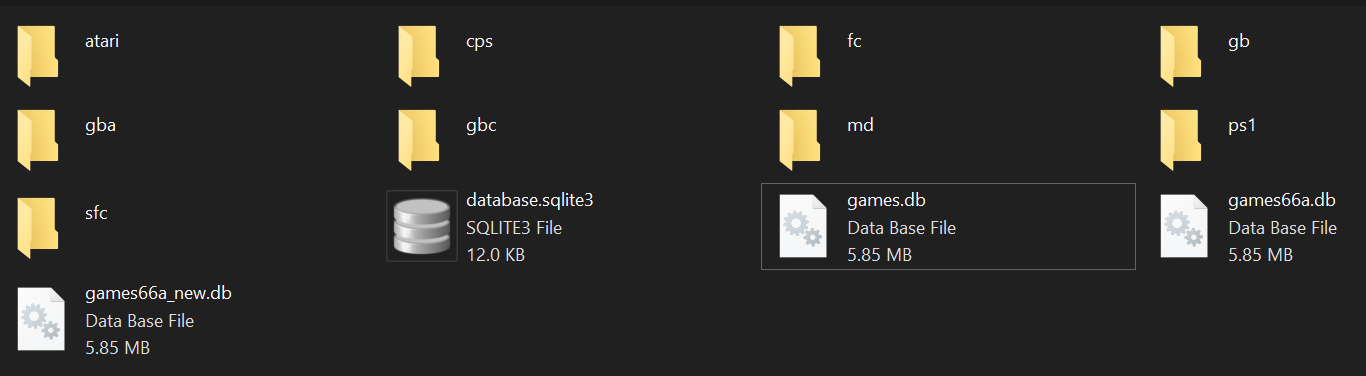 atari
cps
fc
gb
gba
gbc
md
ps1
sfc
database.sqlite3
SQLITE3 File
12.0 KB
games.db
Data Base File
5.85 MB
games66a.db
Data Base File
5.85 MB
games66a_new.db
Data Base File
5.85 MB